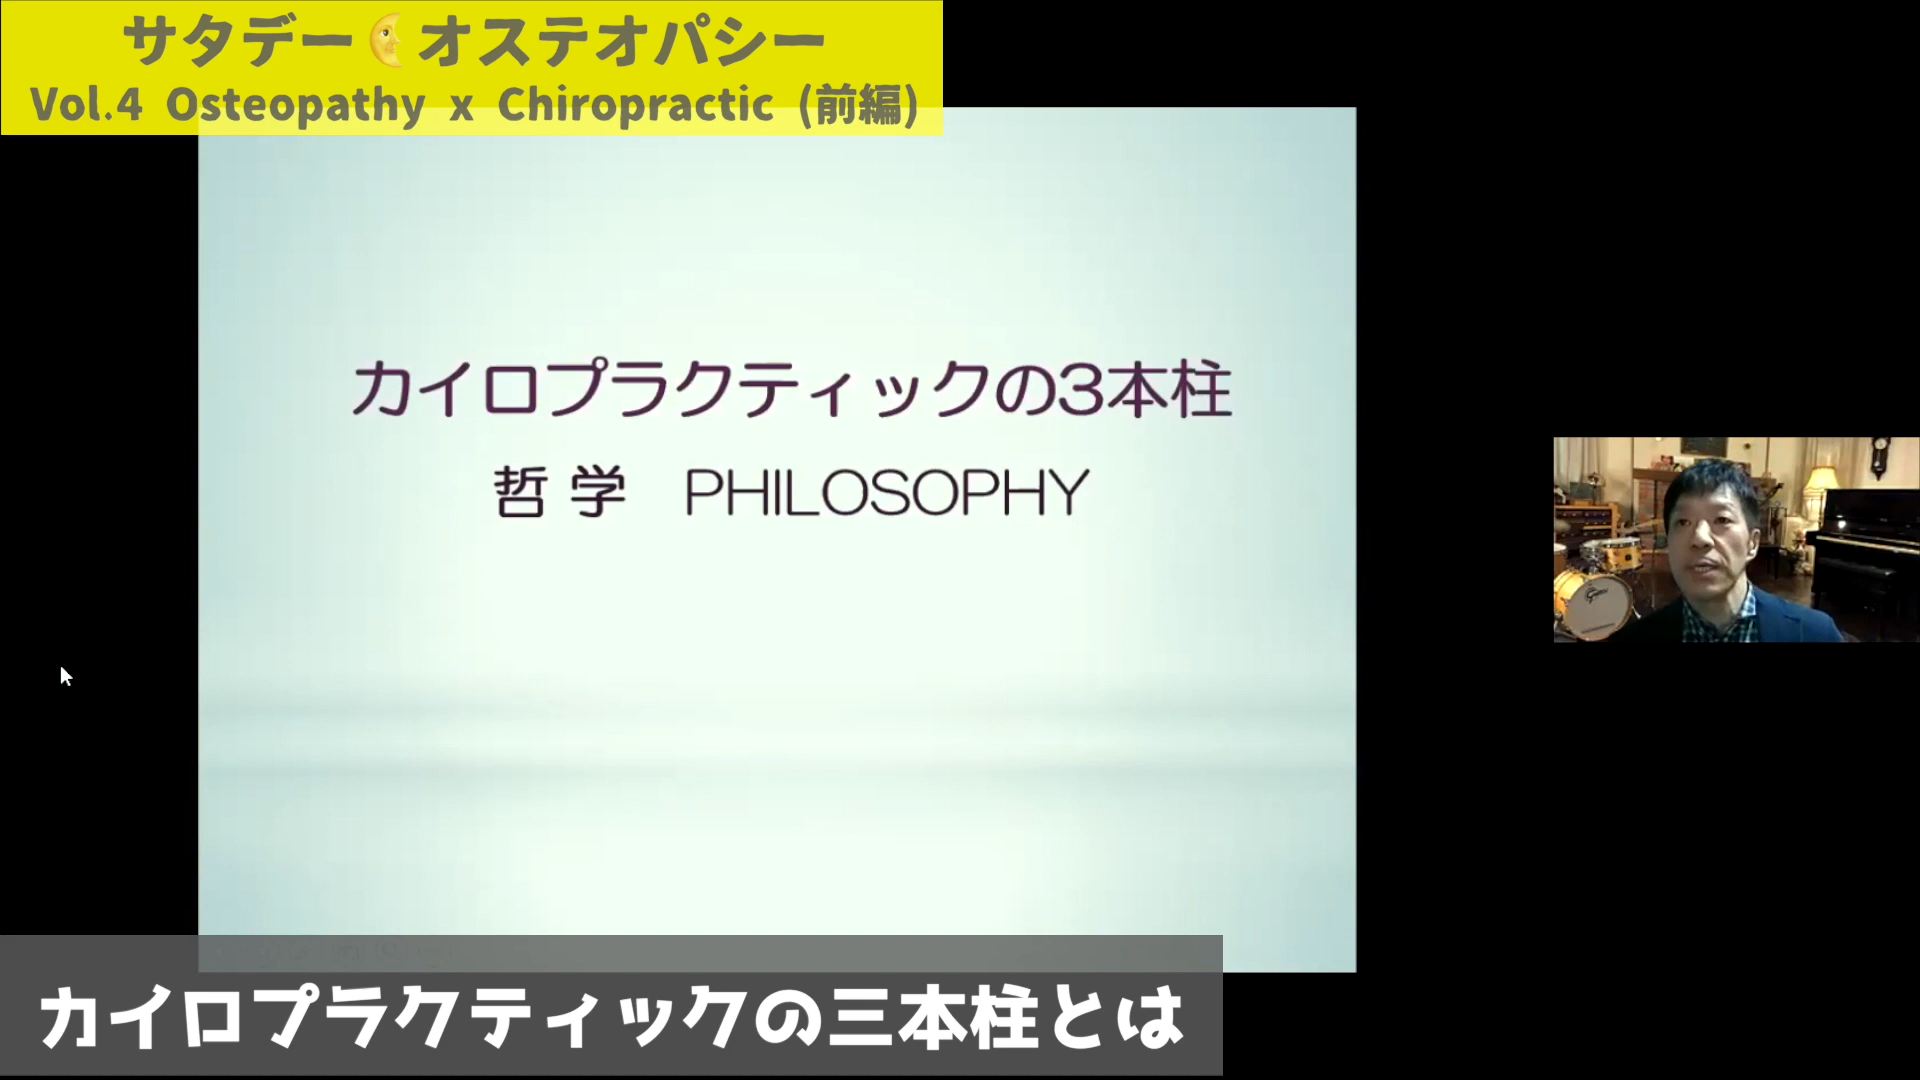 サタデー🌛オステオパシー
Vol.4 Osteopathy x Chiropractic (前編)
カイロプラクティックの3本柱
哲 学 PHILOSOPHY
カイロプラクティックの三本柱とは